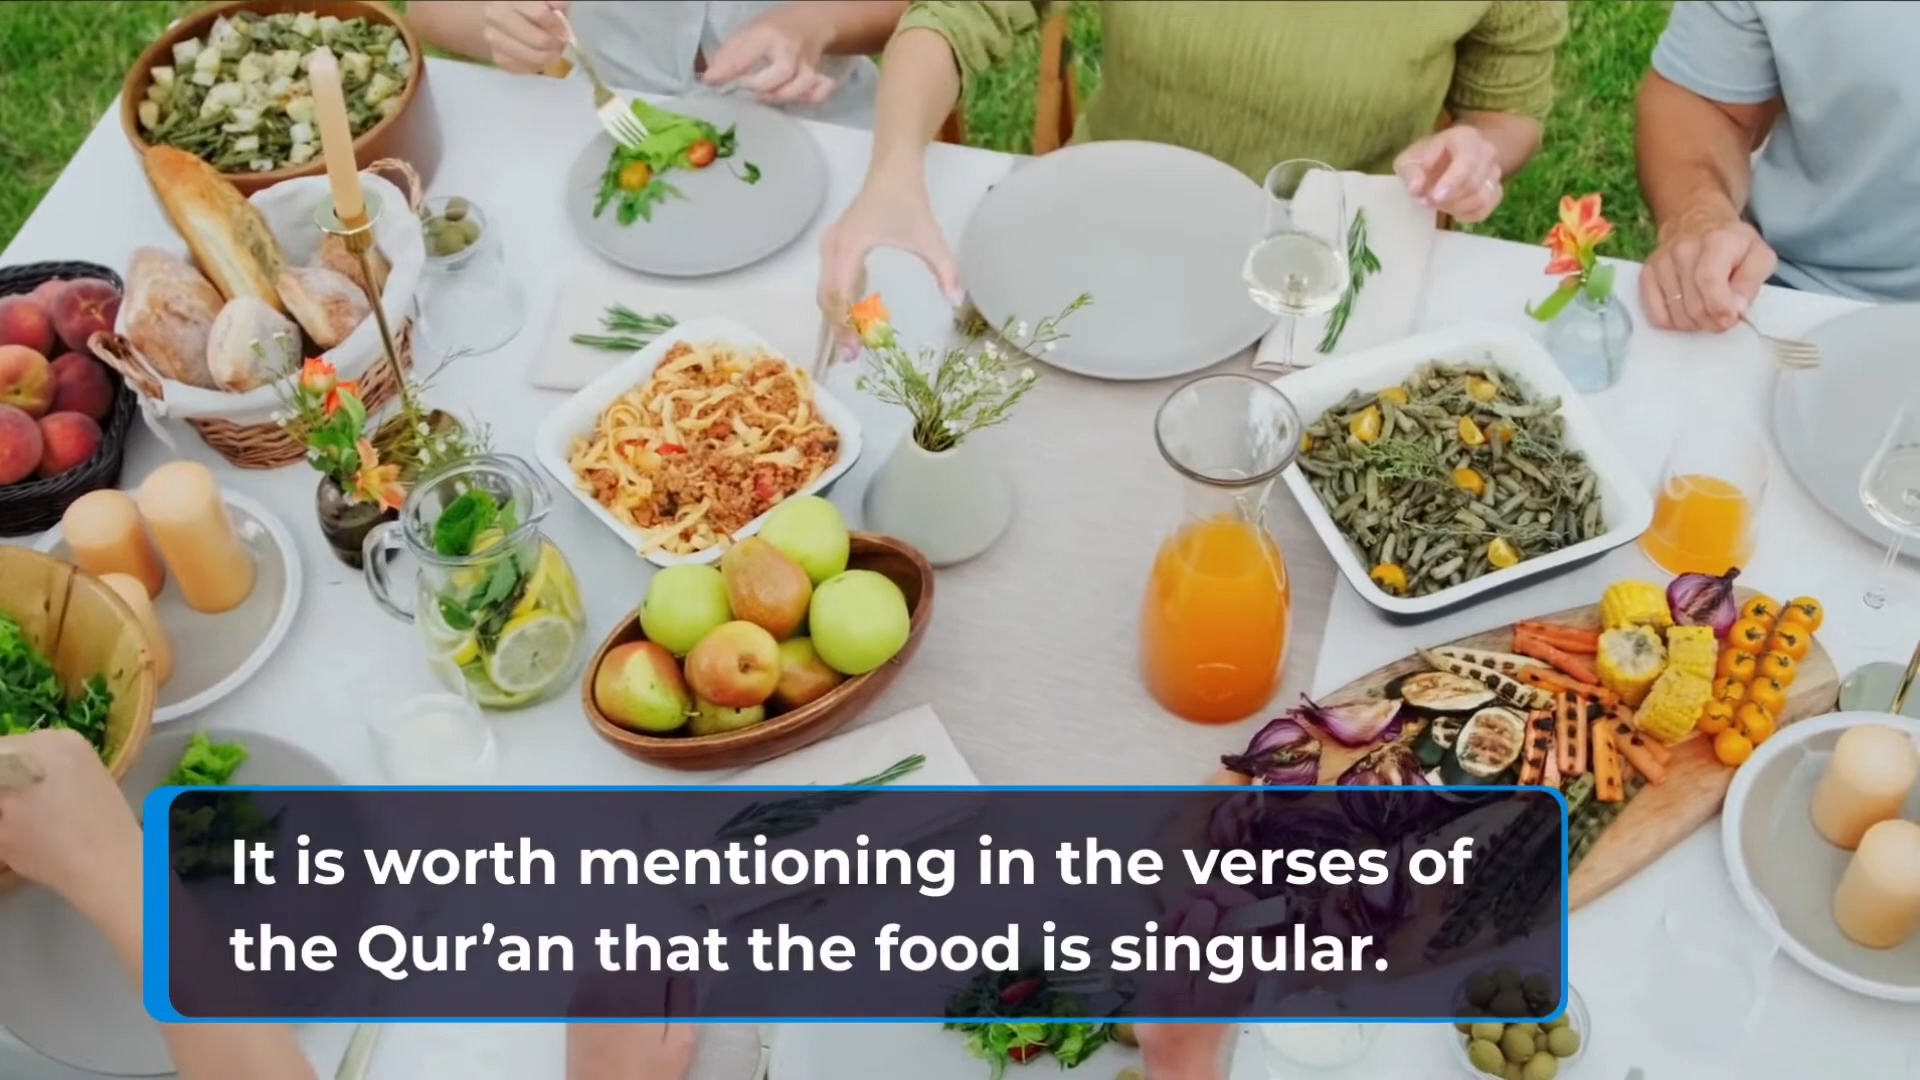 It is worth mentioning in the verses of
the Qur’an that the food is singular.